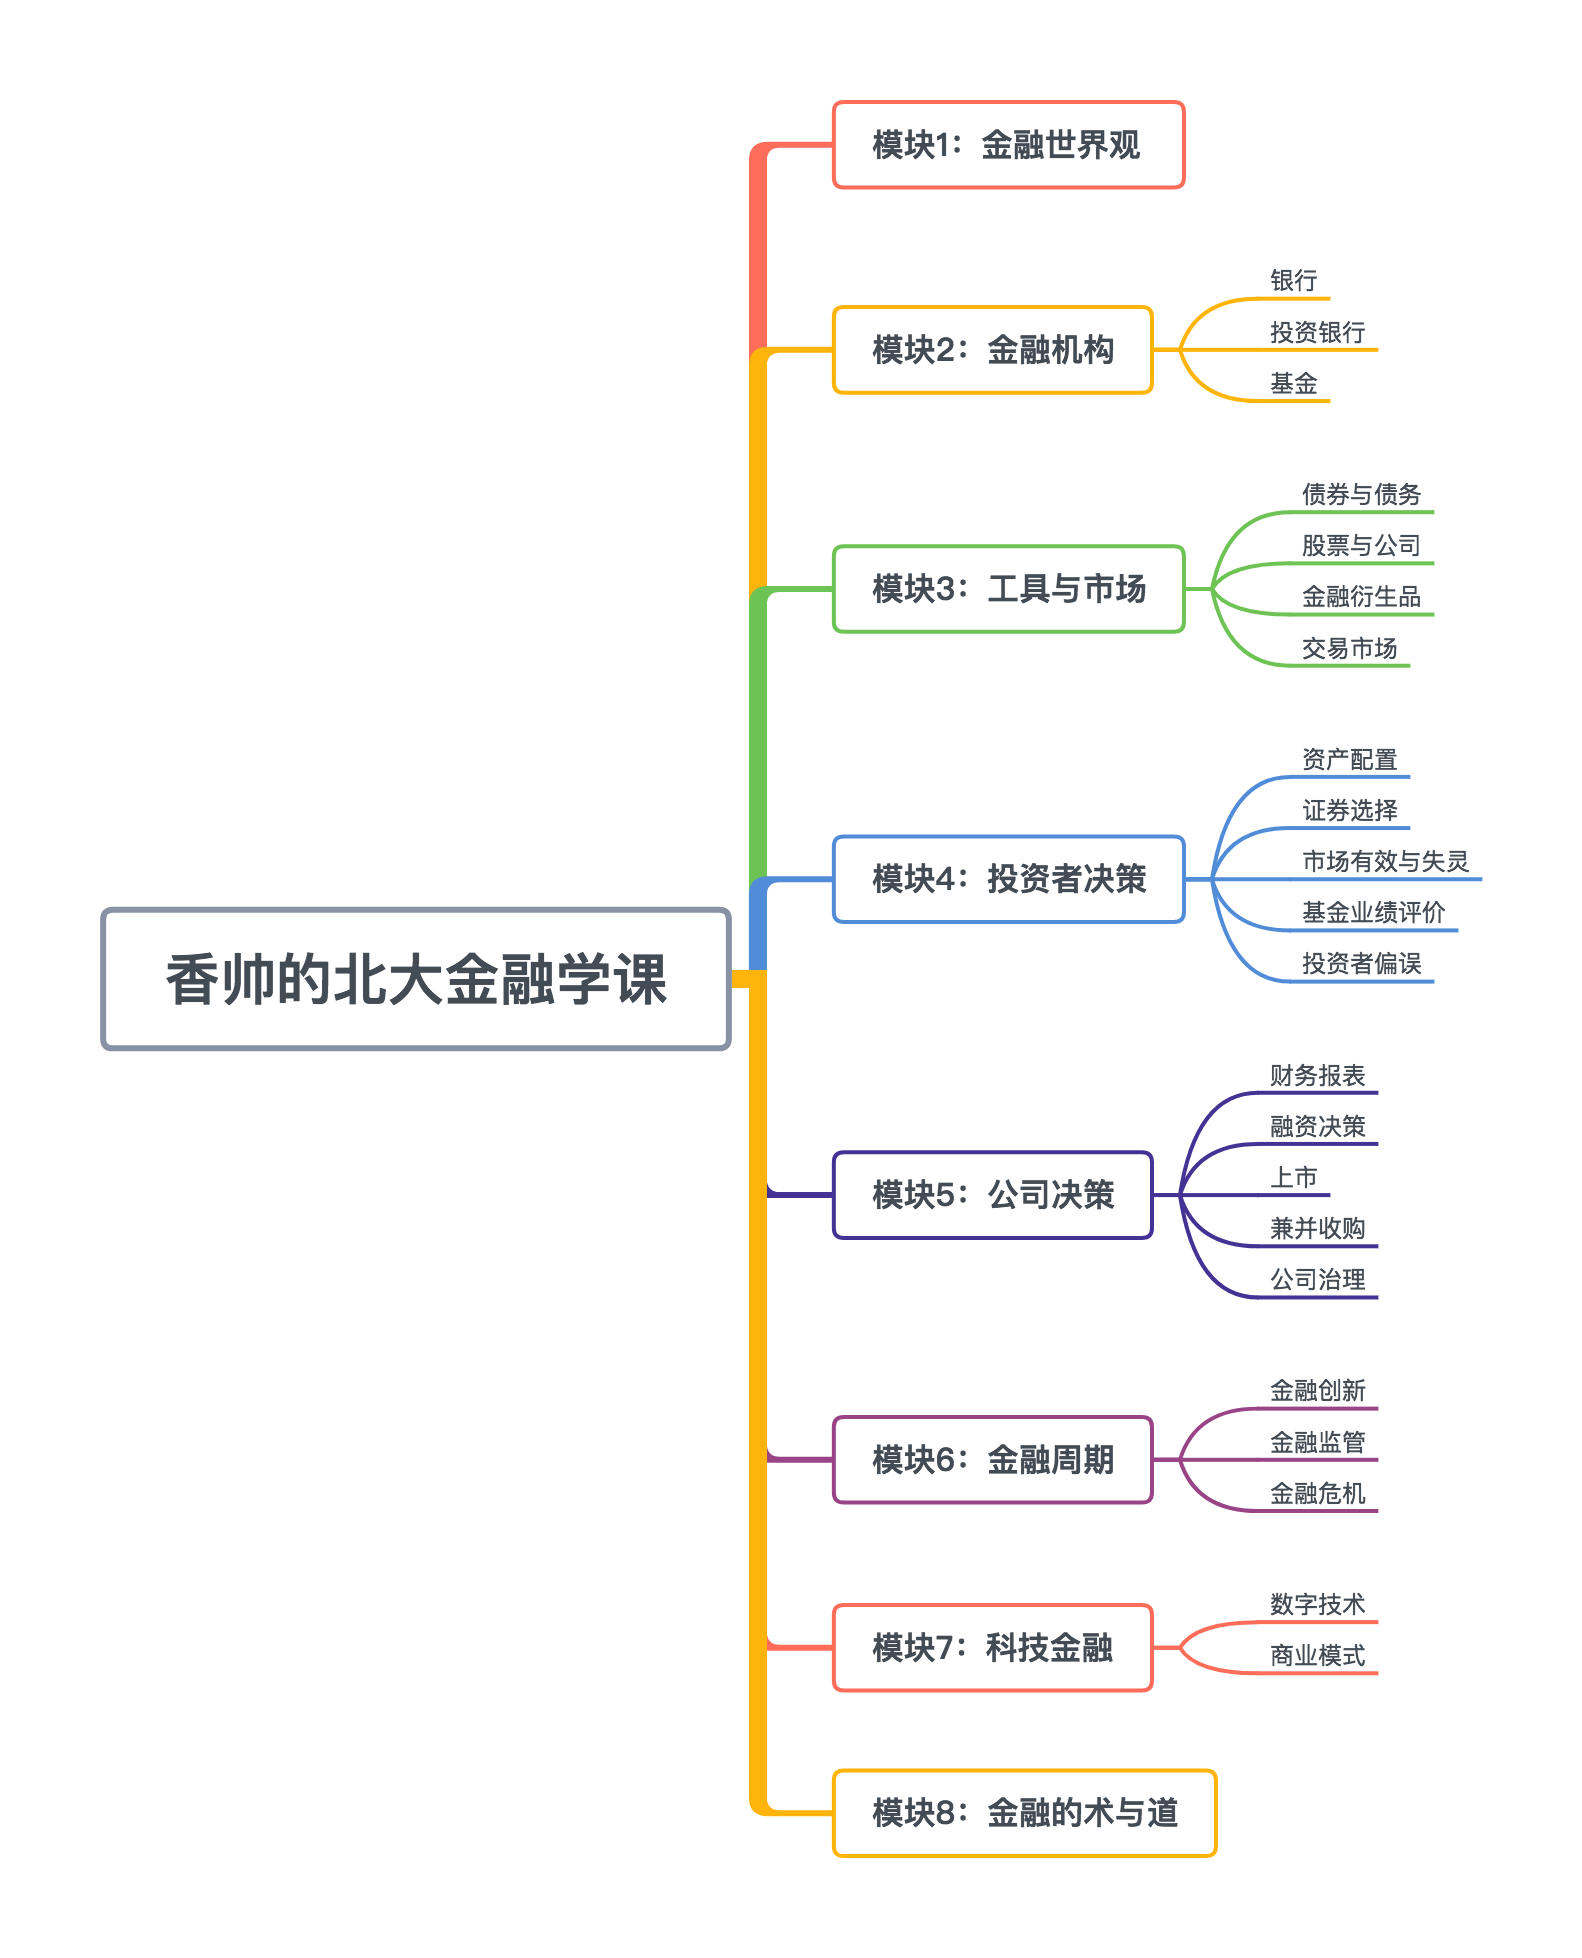 香帅的北大金融学课
模块1：金融世界观
模块2：金融机构
银行
投资银行
基金
模块3：工具与市场
债券与债务
股票与公司
金融衍生品
交易市场
模块4：投资者决策
资产配置
证券选择
市场有效与失灵
基金业绩评价
投资者偏误
模块5：公司决策
财务报表
融资决策
上市
兼并收购
公司治理
模块6：金融周期
金融创新
金融监管
金融危机
模块7：科技金融
数字技术
商业模式
模块8：金融的术与道